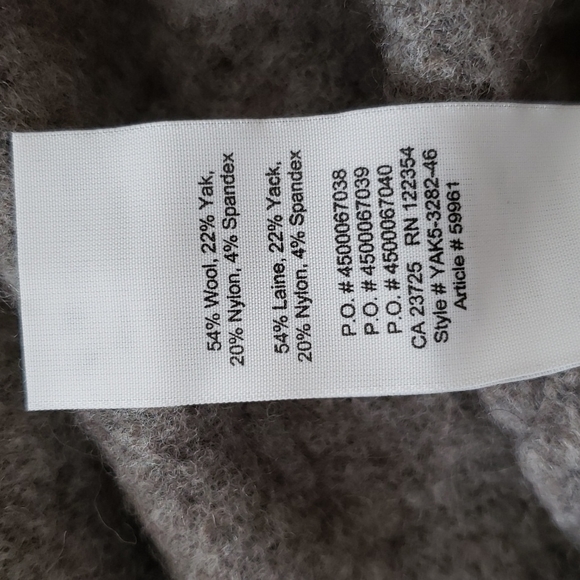 54% Wool, 22% Yak,
20% Nylon, 4% Spandex
54% Laine, 22% Yack,
20% Nylon, 4% Spandex
P.O. #4500067038
P.O. #4500067039
P.O. #4500067040
CA 23725 RN 122354
Style # YAK5-3282-46
Article # 59961